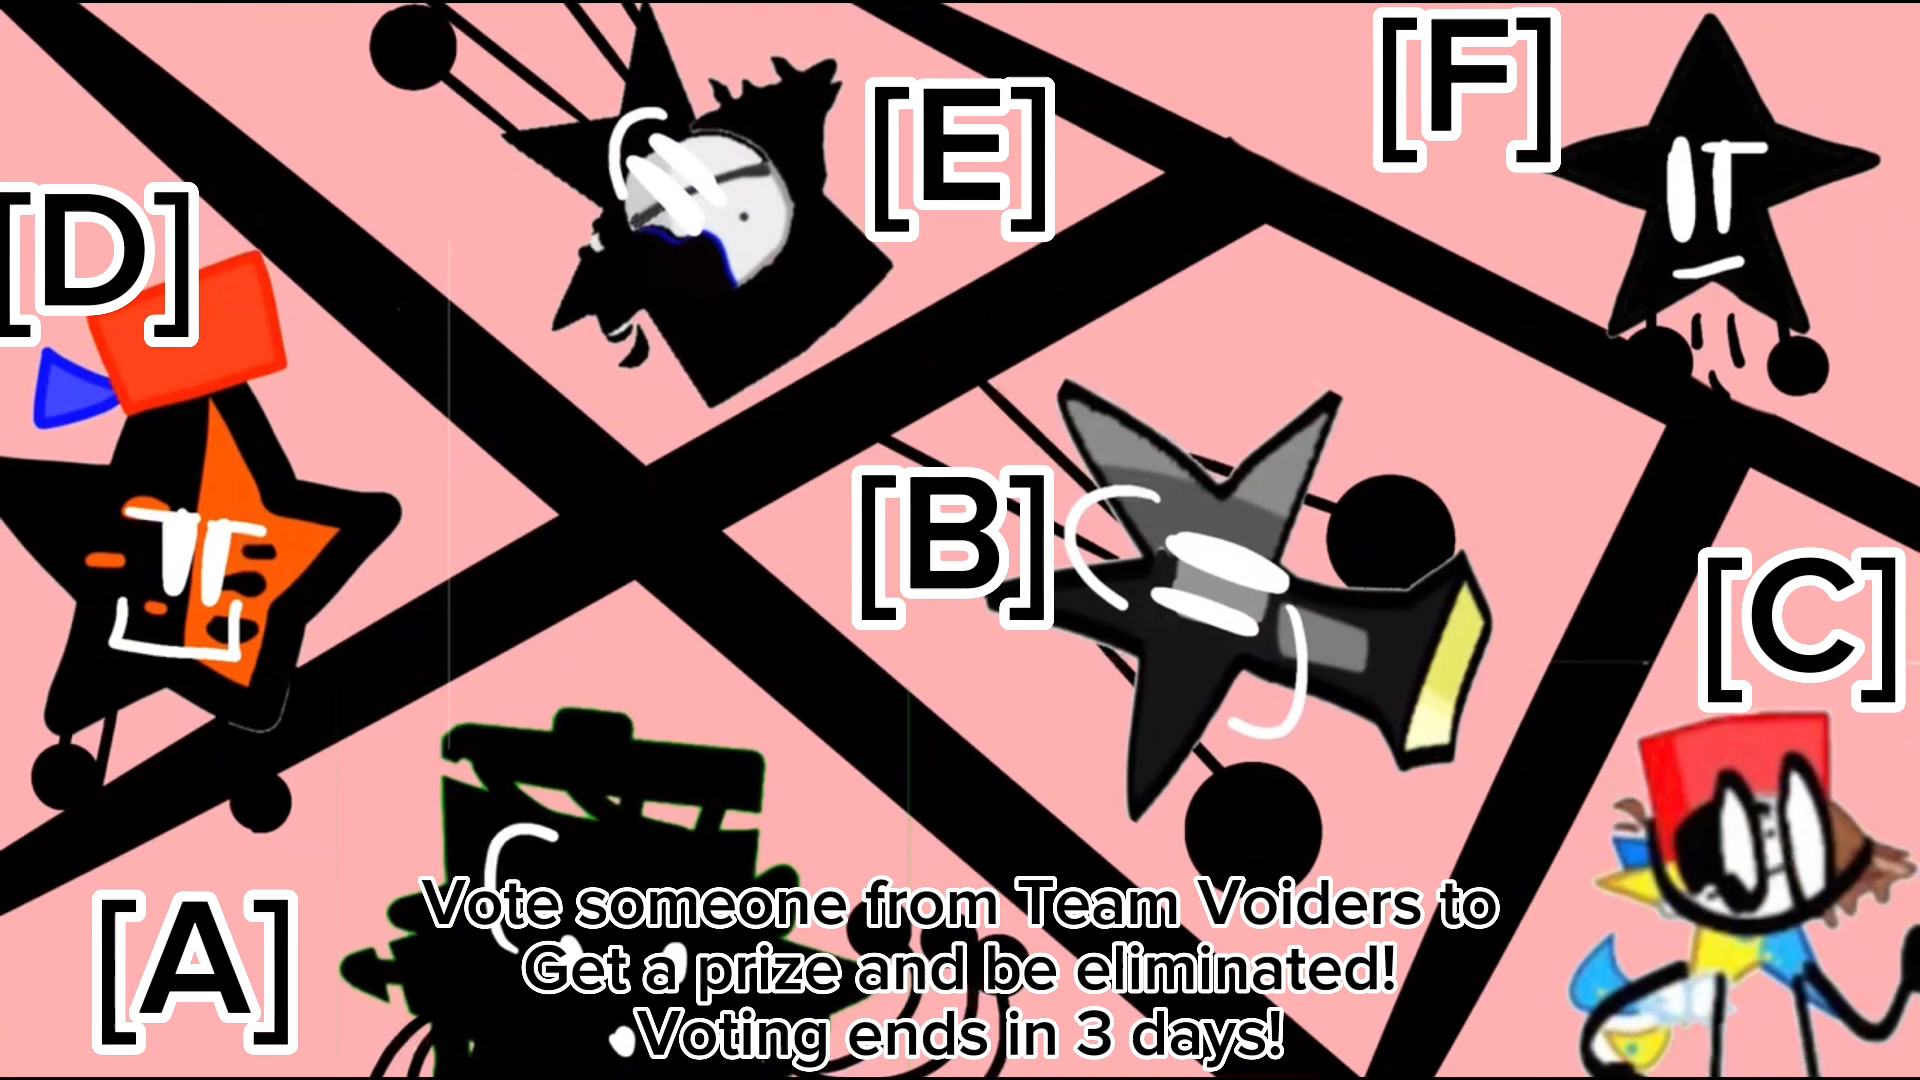 [F]
[E]
[D]
[B]
[C]
[A]
Vote someone from Team Voiders to
Get a prize and be eliminated!
Voting ends in 3 days!